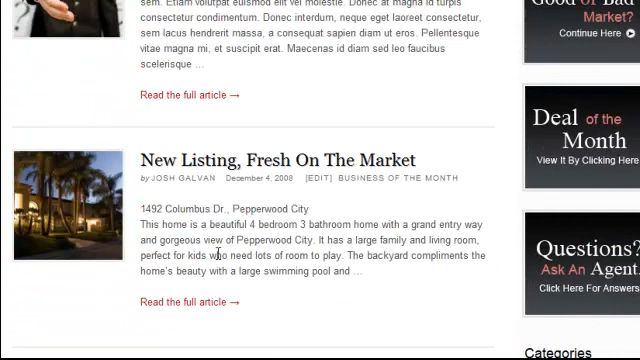 sem. Etiam volutpat euismod elit vel molestie. Donec at magna id turpis
consectetur condimentum. Donec interdum, neque eget laoreet consectetur,
sem lacus hendrerit massa, a consequat sapien diam ut eros. Pellentesque
vitae magna mi, et suscipit erat. Maecenas id diam sed leo faucibus
scelerisque …
Read the full article →
New Listing, Fresh On The Market
by JOSH GALVAN December 4, 2008 [EDIT] BUSINESS OF THE MONTH
1492 Columbus Dr., Pepperwood City
This home is a beautiful 4 bedroom 3 bathroom home with a grand entry way
and gorgeous view of Pepperwood City. It has a large family and living room,
perfect for kids who need lots of room to play. The backyard compliments the
home's beauty with a large swimming pool and …
Read the full article →
Good or Bad
Market?
Continue Here
Deal of the
Month
View It By Clicking Here
Questions?
Ask An Agent
Click Here For Answers
Categories